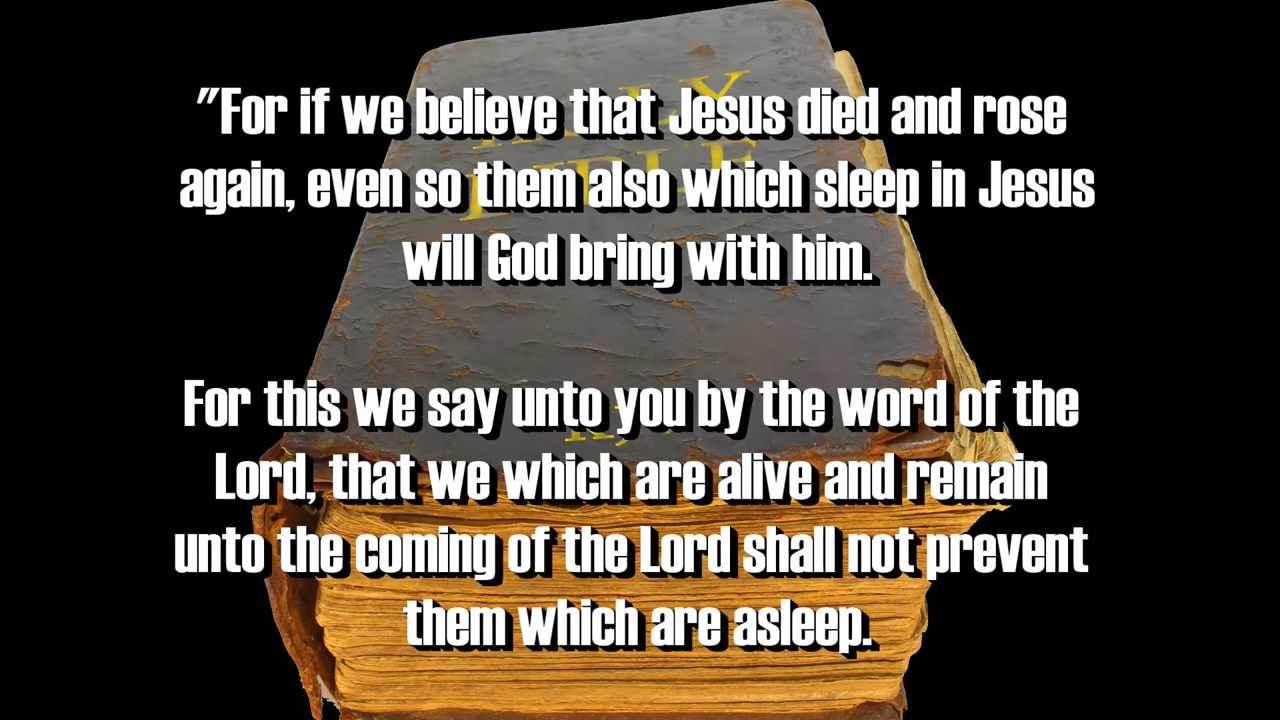 HOLY
BIBLE
"For if we believe that Jesus died and rose
again, even so them also which sleep in Jesus
will God bring with him.
For this we say unto you by the word of the
Lord, that we which are alive and remain
unto the coming of the Lord shall not prevent
them which are asleep.